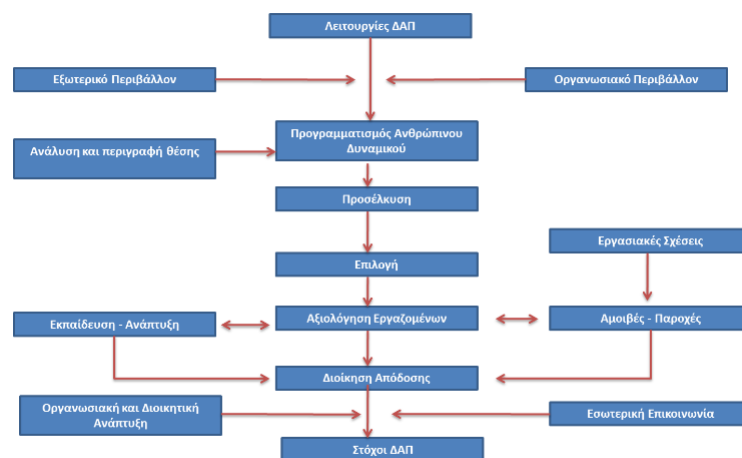 Λειτουργίες ΔΑΠ
Εξωτερικό Περιβάλλον
Οργανωσιακό Περιβάλλον
Προγραμματισμός Ανθρώπινου
Δυναμικού
Ανάλυση και περιγραφή θέσης
Προσέλκυση
Εργασιακές Σχέσεις
Επιλογή
Εκπαίδευση - Ανάπτυξη
Αξιολόγηση Εργαζομένων
Αμοιβές - Παροχές
Διοίκηση Απόδοσης
Οργανωσιακή και Διοικητική
Ανάπτυξη
Εσωτερική Επικοινωνία
Στόχοι ΔΑΠ